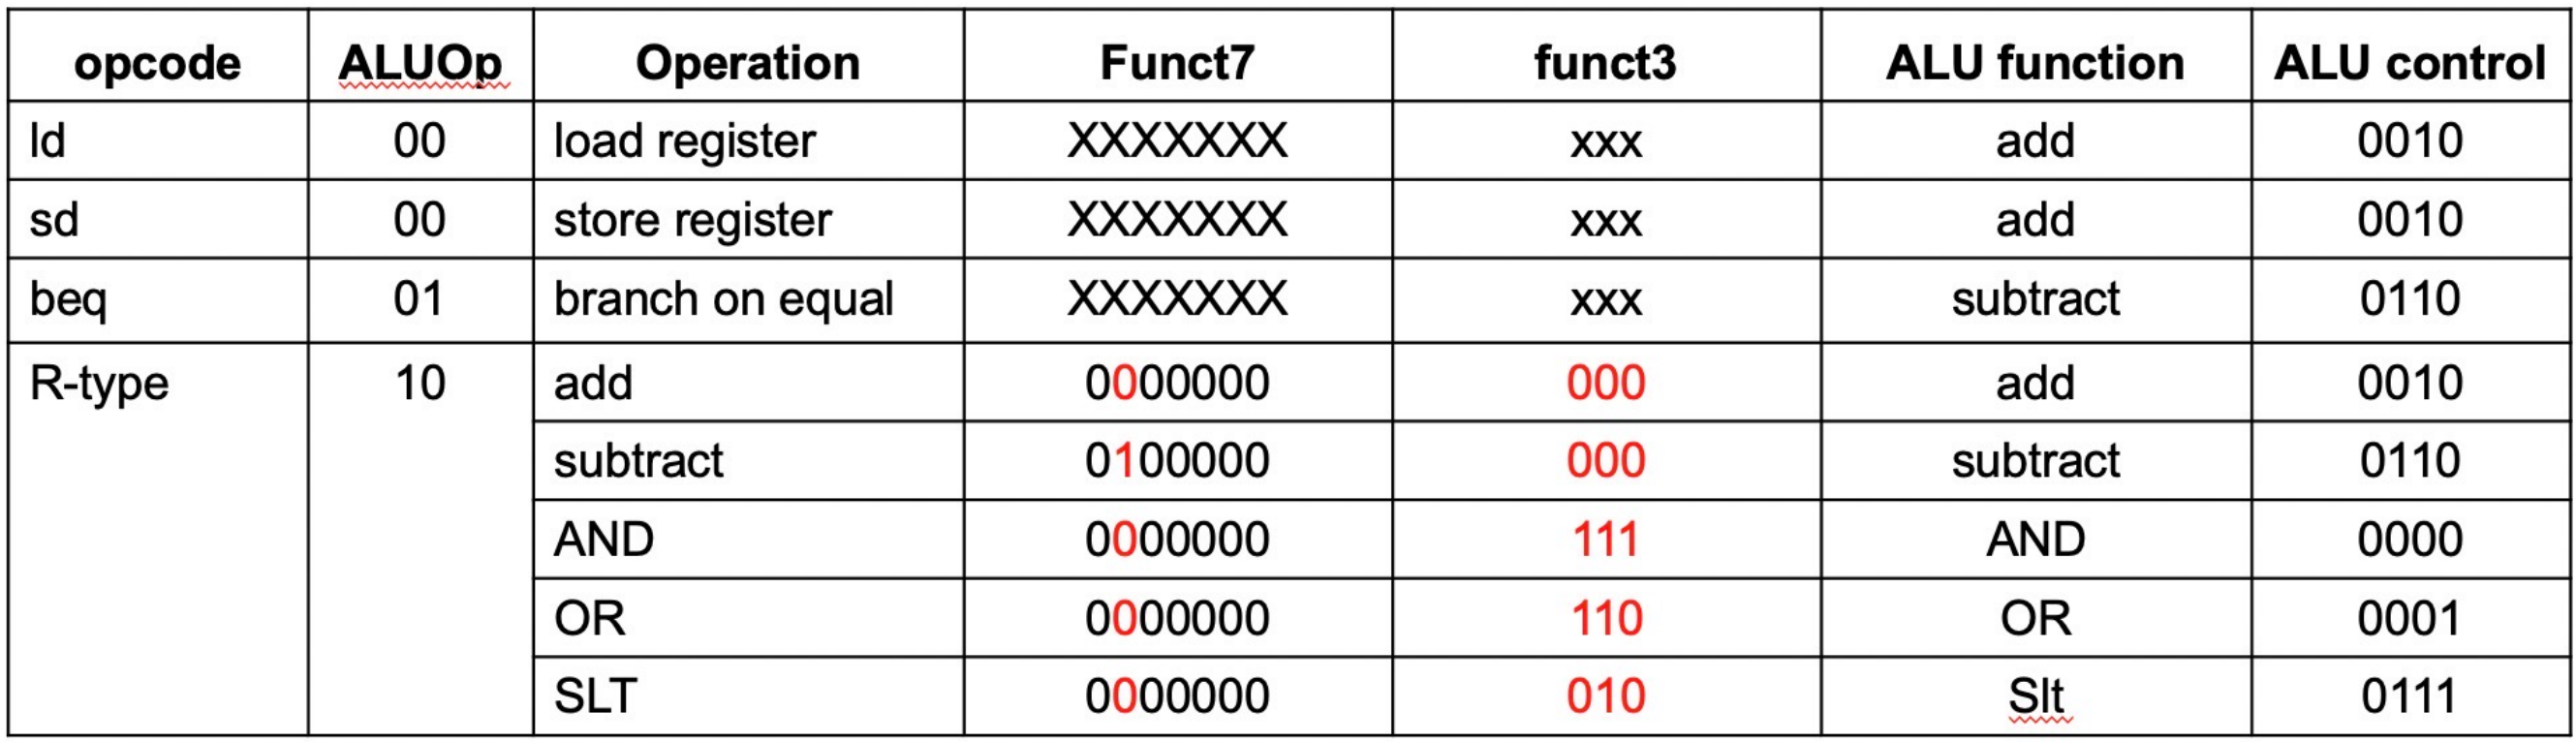 opcode ALUOp Operation Funct7 funct3 ALU function ALU control
ld 00 load register XXXXXXX xxx add 0010
sd 00 store register XXXXXXX xxx add 0010
beq 01 branch on equal XXXXXXX xxx subtract 0110
R-type 10 add 0000000 000 add 0010
subtract 0100000 000 subtract 0110
AND 0000000 111 AND 0000
OR 0000000 110 OR 0001
SLT 0000000 010 Slt 0111